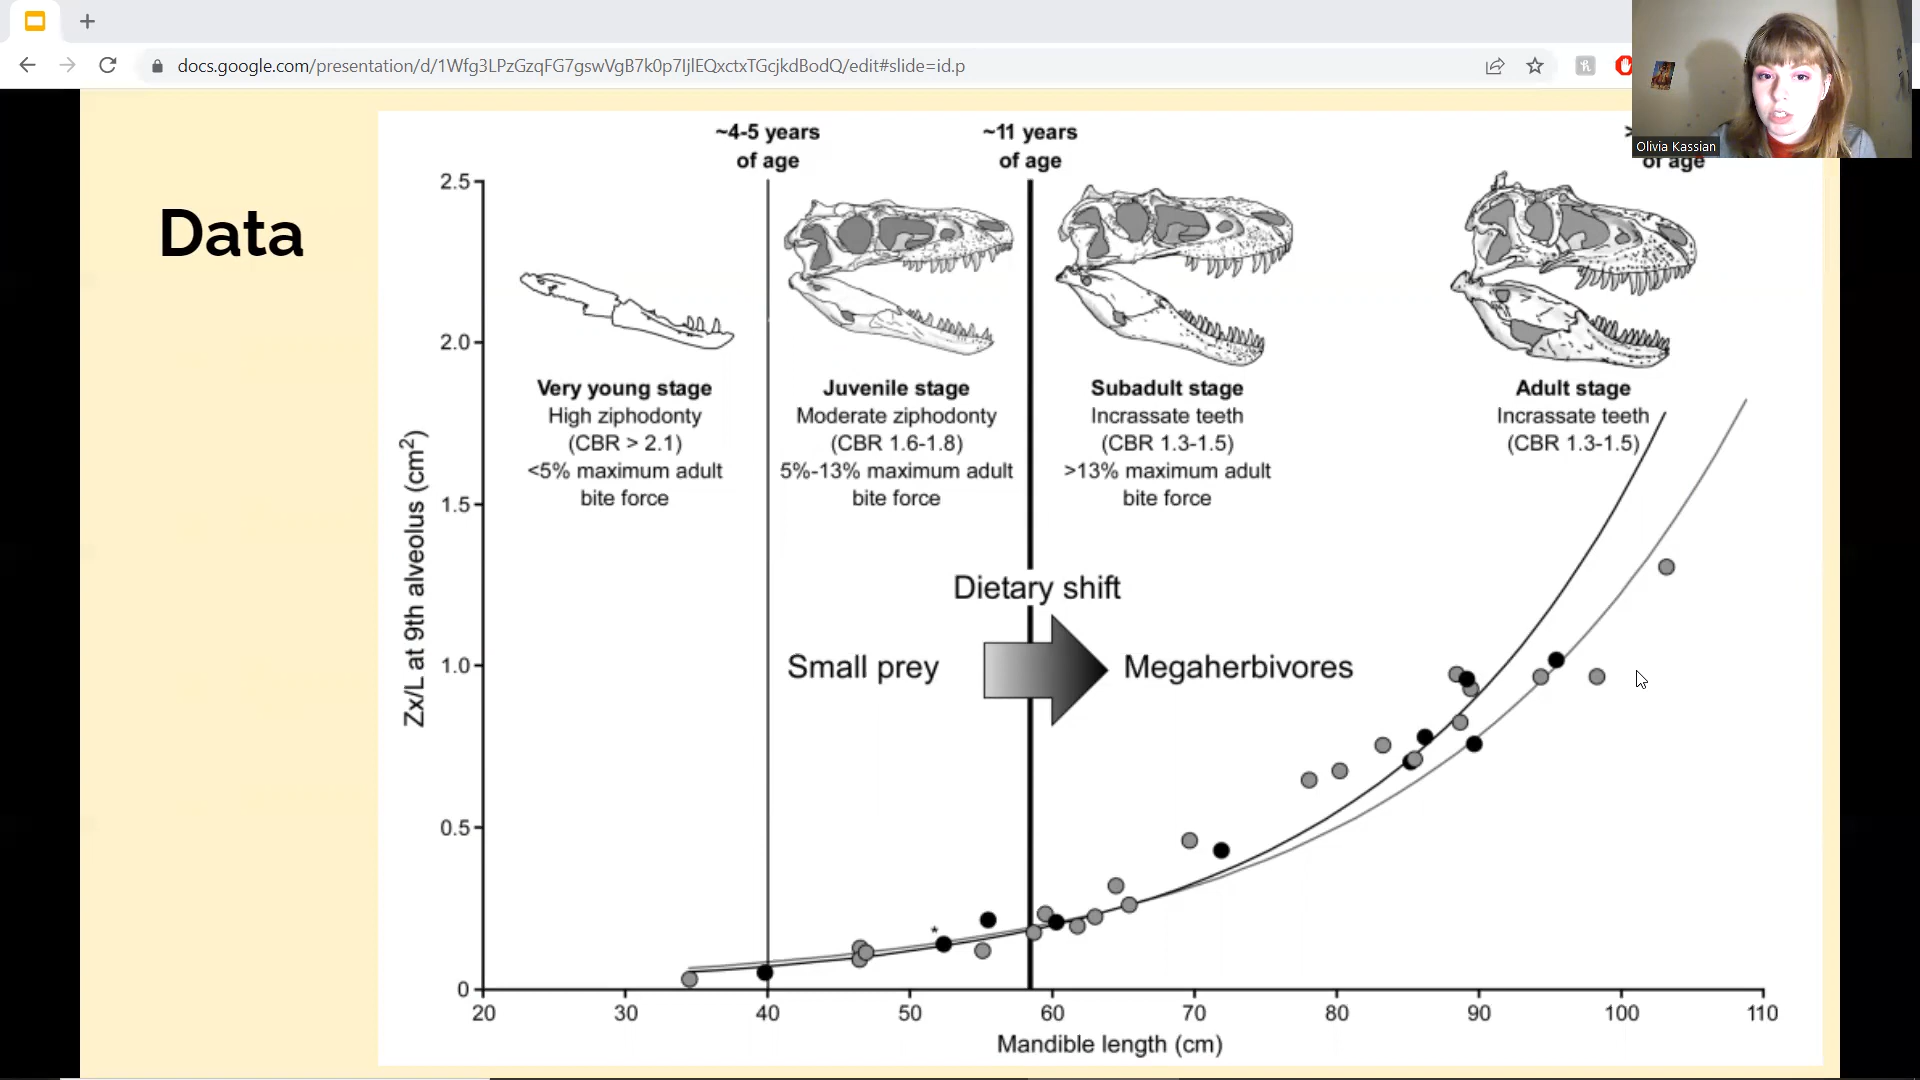 docs.google.com/presentation/d/1Wfg3LPzGzqFG7gswVgB7k0p7IjlEQxctxTGcjkdBodQ/edit#slide=id.p
Olivia Kassian
Data
~4-5 years
of age
~11 years
of age
>
of age
2.5
2.0
1.5
1.0
0.5
0
Zx/L at 9th alveolus (cm²)
Very young stage
High ziphodonty
(CBR > 2.1)
<5% maximum adult
bite force
Juvenile stage
Moderate ziphodonty
(CBR 1.6-1.8)
5%-13% maximum adult
bite force
Subadult stage
Incrassate teeth
(CBR 1.3-1.5)
>13% maximum adult
bite force
Adult stage
Incrassate teeth
(CBR 1.3-1.5)
Dietary shift
Small prey
Megaherbivores
*
20 30 40 50 60 70 80 90 100 110
Mandible length (cm)